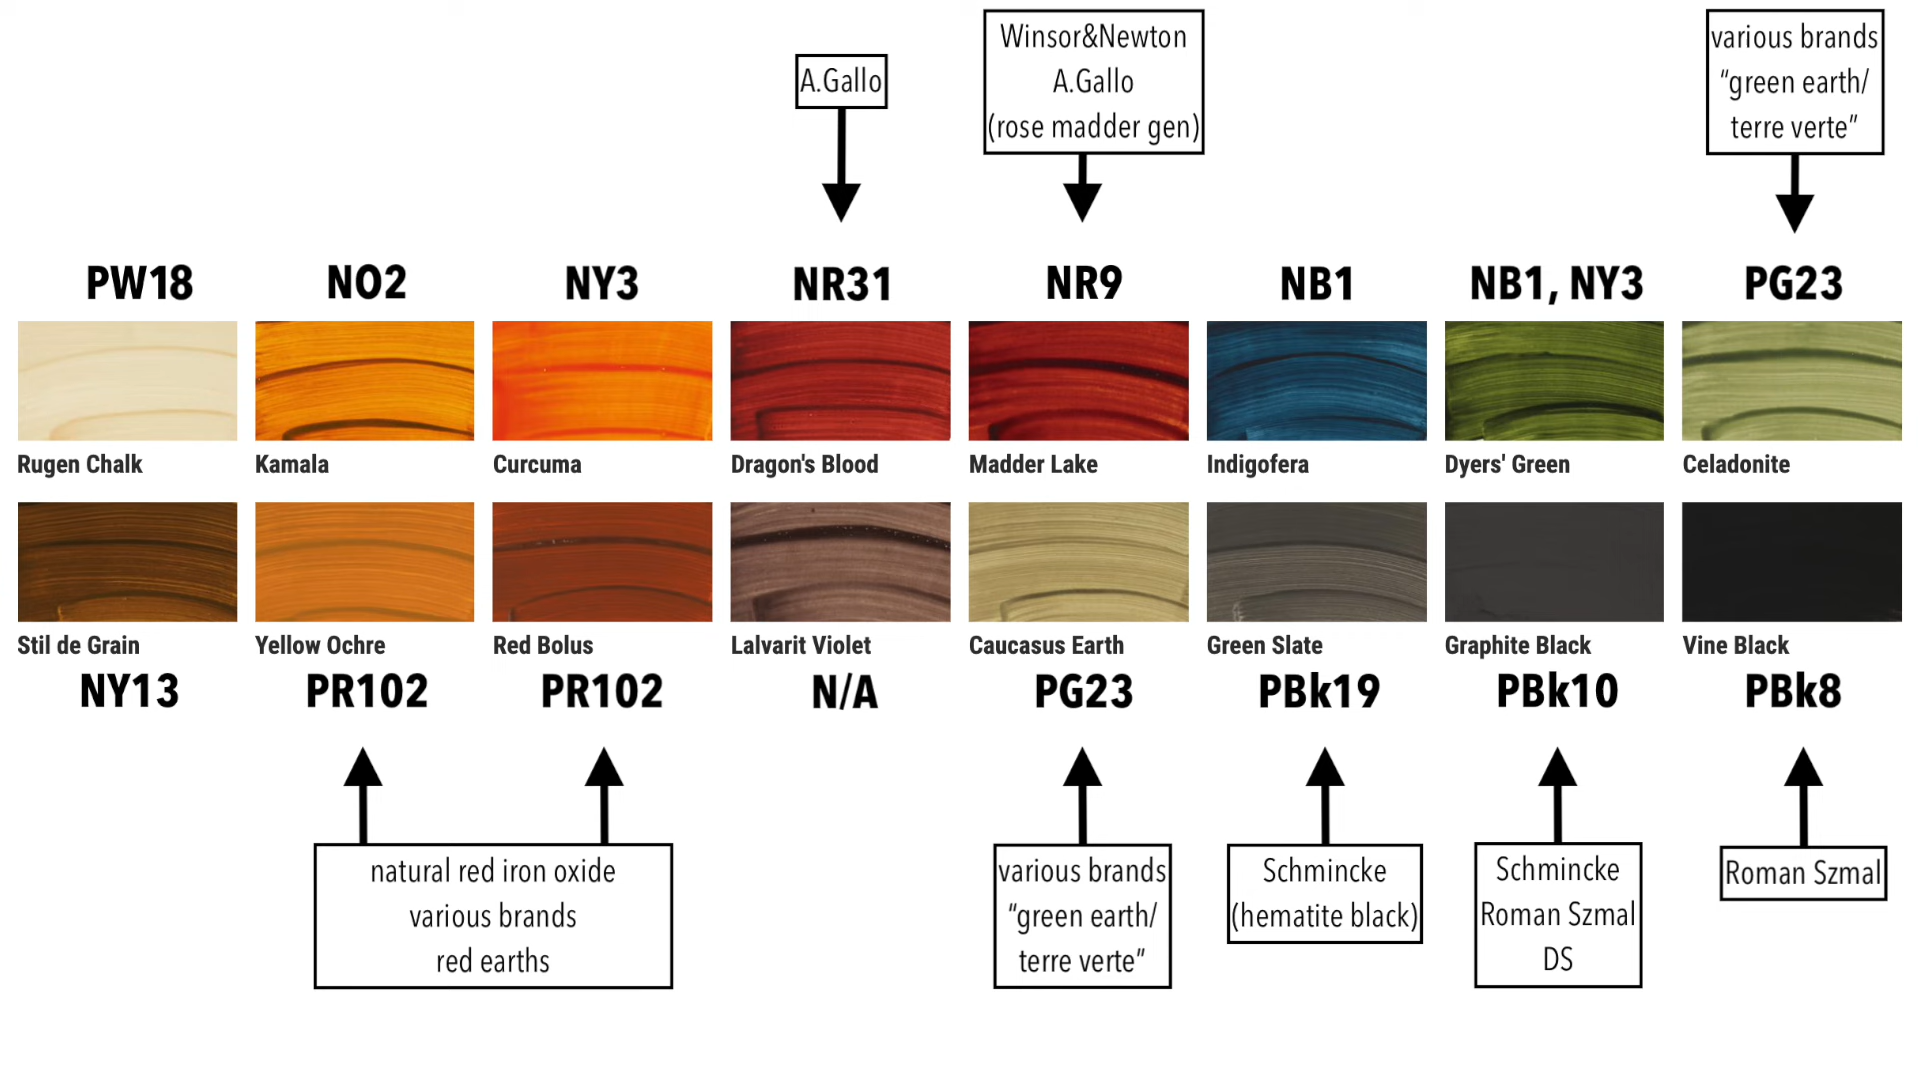 A.Gallo
Winsor&Newton
A.Gallo
(rose madder gen)
various brands
“green earth/
terre verte”
PW18 NO2 NY3 NR31 NR9 NB1 NB1, NY3 PG23
Rugen Chalk Kamala Curcuma Dragon's Blood Madder Lake Indigofera Dyers' Green Celadonite
Stil de Grain Yellow Ochre Red Bolus Lalvarit Violet Caucasus Earth Green Slate Graphite Black Vine Black
NY13 PR102 PR102 N/A PG23 PBk19 PBk10 PBk8
natural red iron oxide
various brands
red earths
various brands
“green earth/
terre verte”
Schmincke
(hematite black)
Schmincke
Roman Szmal
DS
Roman Szmal